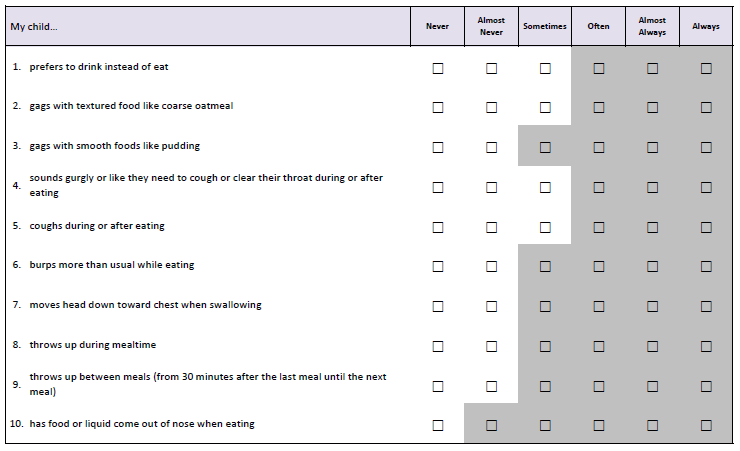 My child... Never Almost Never Sometimes Often Almost Always Always
1. prefers to drink instead of eat
2. gags with textured food like coarse oatmeal
3. gags with smooth foods like pudding
4. sounds gurgly or like they need to cough or clear their throat during or after
eating
5. coughs during or after eating
6. burps more than usual while eating
7. moves head down toward chest when swallowing
8. throws up during mealtime
9. throws up between meals (from 30 minutes after the last meal until the next
meal)
10. has food or liquid come out of nose when eating